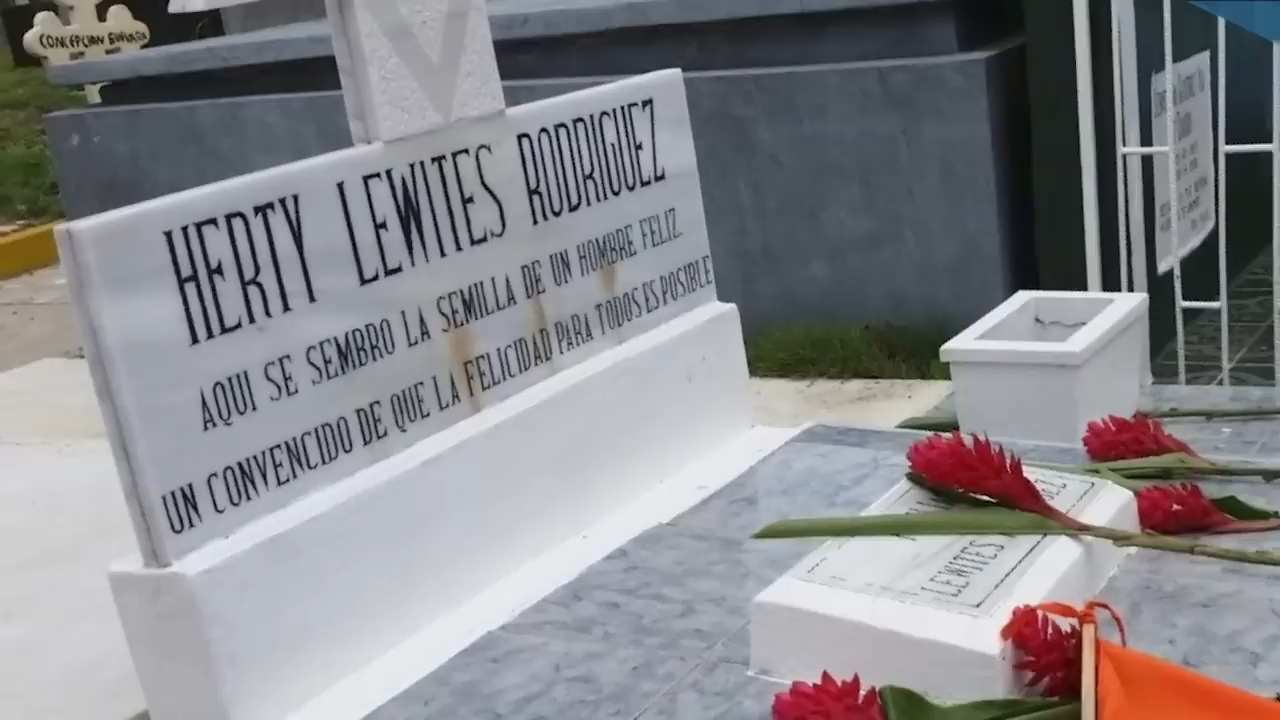 CONCEPCION
HERTY LEWITES RODRIGUEZ
AQUI SE SEMBRO LA SEMILLA DE UN HOMBRE FELIZ.
UN CONVENCIDO DE QUE LA FELICIDAD PARA TODOS ES POSIBLE
LEWITES